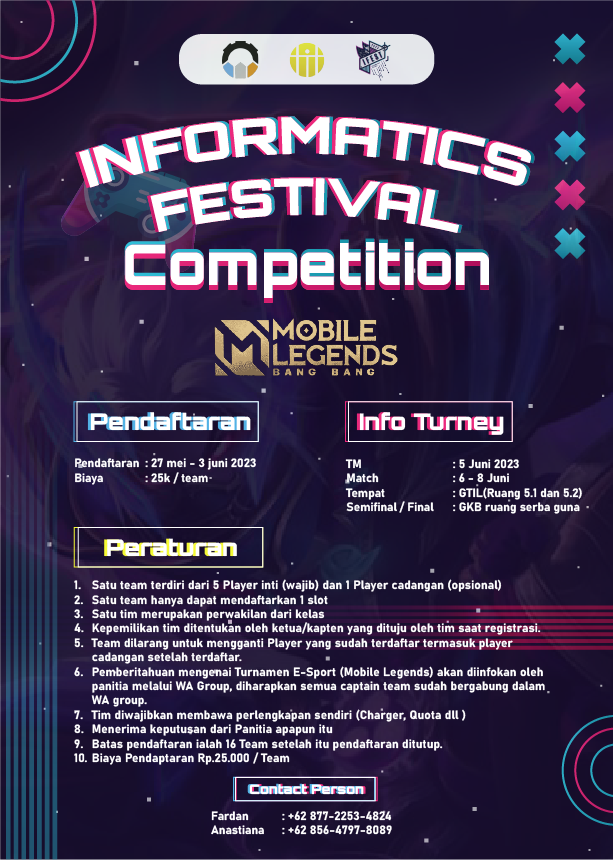 INFORMATICS
FESTIVAL
Competition
MOBILE
LEGENDS
BANG BANG
Pendaftaran
Pendaftaran : 27 mei - 3 juni 2023
Biaya : 25k / team
Info Turney
TM : 5 Juni 2023
Match : 6 - 8 Juni
Tempat : GTIL(Ruang 5.1 dan 5.2)
Semifinal / Final : GKB ruang serba guna
Peraturan
1. Satu team terdiri dari 5 Player inti (wajib) dan 1 Player cadangan (opsional)
2. Satu team hanya dapat mendaftarkan 1 slot
3. Satu tim merupakan perwakilan dari kelas
4. Kepemilikan tim ditentukan oleh ketua/kapten yang dituju oleh tim saat registrasi.
5. Team dilarang untuk mengganti Player yang sudah terdaftar termasuk player
cadangan setelah terdaftar.
6. Pemberitahuan mengenai Turnamen E-Sport (Mobile Legends) akan diinfokan oleh
panitia melalui WA Group, diharapkan semua captain team sudah bergabung dalam
WA group.
7. Tim diwajibkan membawa perlengkapan sendiri (Charger, Quota dll )
8. Menerima keputusan dari Panitia apapun itu
9. Batas pendaftaran ialah 16 Team setelah itu pendaftaran ditutup.
10. Biaya Pendaptaran Rp.25.000 / Team
Contact Person
Fardan : +62 877-2253-4824
Anastiana : +62 856-4797-8089